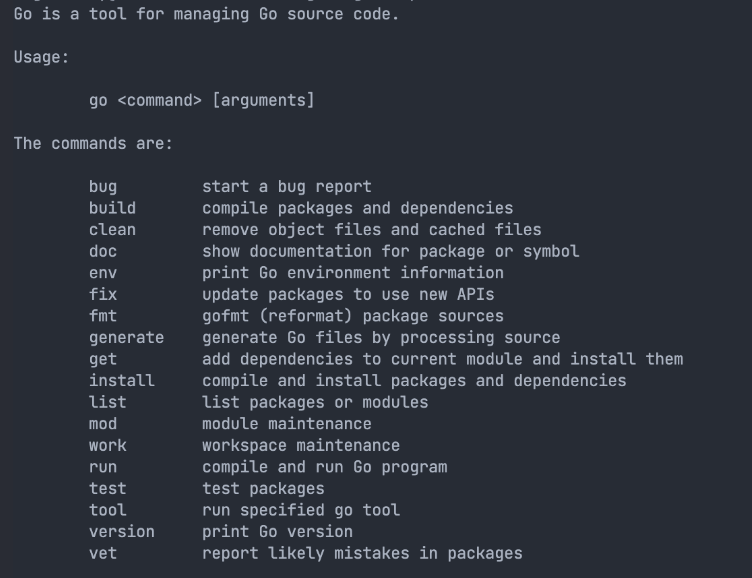 Go is a tool for managing Go source code.
Usage:
go <command> [arguments]
The commands are:
bug start a bug report
build compile packages and dependencies
clean remove object files and cached files
doc show documentation for package or symbol
env print Go environment information
fix update packages to use new APIs
fmt gofmt (reformat) package sources
generate generate Go files by processing source
get add dependencies to current module and install them
install compile and install packages and dependencies
list list packages or modules
mod module maintenance
work workspace maintenance
run compile and run Go program
test test packages
tool run specified go tool
version print Go version
vet report likely mistakes in packages